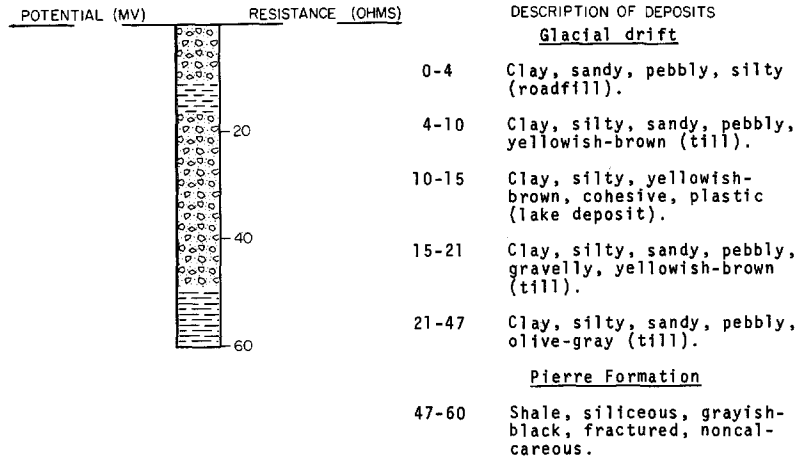 POTENTIAL (MV)
RESISTANCE (OHMS)
20
40
60
DESCRIPTION OF DEPOSITS
Glacial drift
0-4 Clay, sandy, pebbly, silty
(roadfill).
4-10 Clay, silty, sandy, pebbly,
yellowish-brown (till).
10-15 Clay, silty, yellowish-
brown, cohesive, plastic
(lake deposit).
15-21 Clay, silty, sandy, pebbly,
gravelly, yellowish-brown
(till).
21-47 Clay, silty, sandy, pebbly,
olive-gray (till).
Pierre Formation
47-60 Shale, siliceous, grayish-
black, fractured, noncal-
careous.